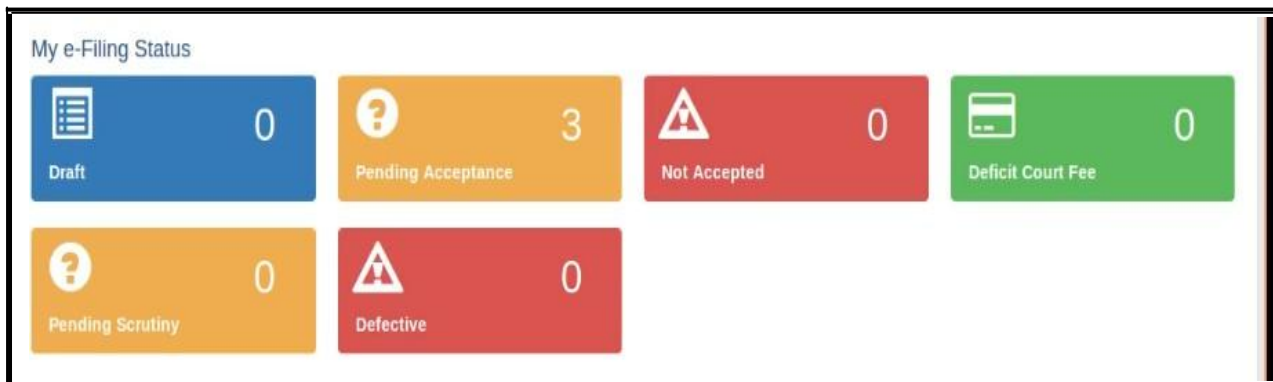 My e-Filing Status
0
3
0
0
Draft
Pending Acceptance
Not Accepted
Deficit Court Fee
0
0
Pending Scrutiny
Defective